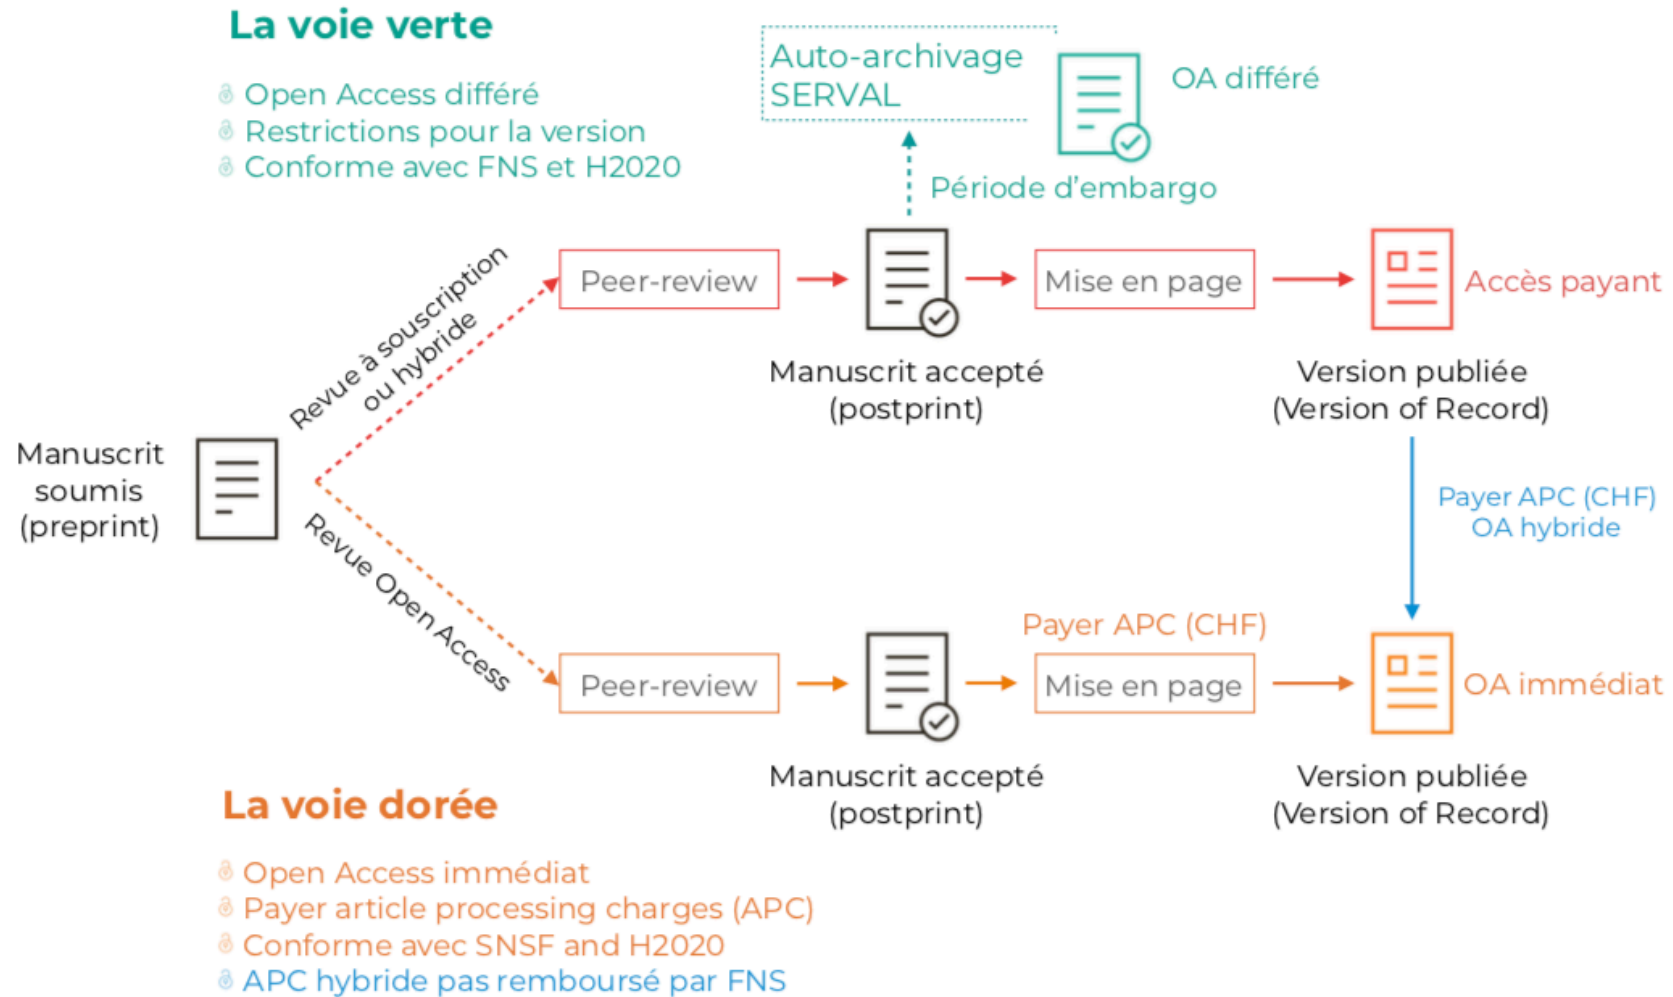 La voie verte
Open Access différé
Restrictions pour la version
Conforme avec FNS et H2020
Auto-archivage
SERVAL
OA différé
Période d'embargo
Revue à souscription
ou hybride
Peer-review
Mise en page
Accès payant
Manuscrit accepté
(postprint)
Version publiée
(Version of Record)
Manuscrit
soumis
(preprint)
Payer APC (CHF)
OA hybride
Revue Open Access
Payer APC (CHF)
Peer-review
Mise en page
OA immédiat
Manuscrit accepté
(postprint)
Version publiée
(Version of Record)
La voie dorée
Open Access immédiat
Payer article processing charges (APC)
Conforme avec SNSF and H2020
APC hybride pas remboursé par FNS